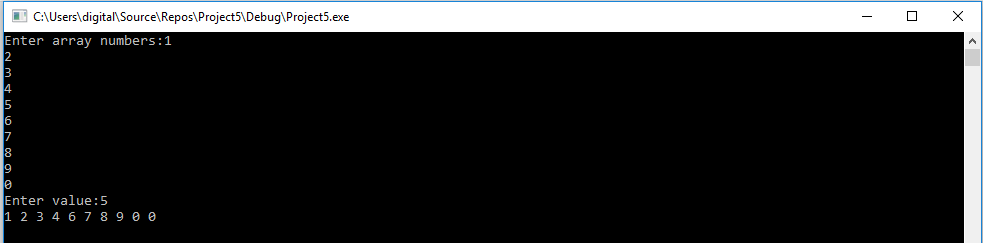 C:\Users\digital\Source\Repos\Project5\Debug\Project5.exe
Enter array numbers:1
2
3
4
5
6
7
8
9
0
Enter value:5
1 2 3 4 6 7 8 9 0 0